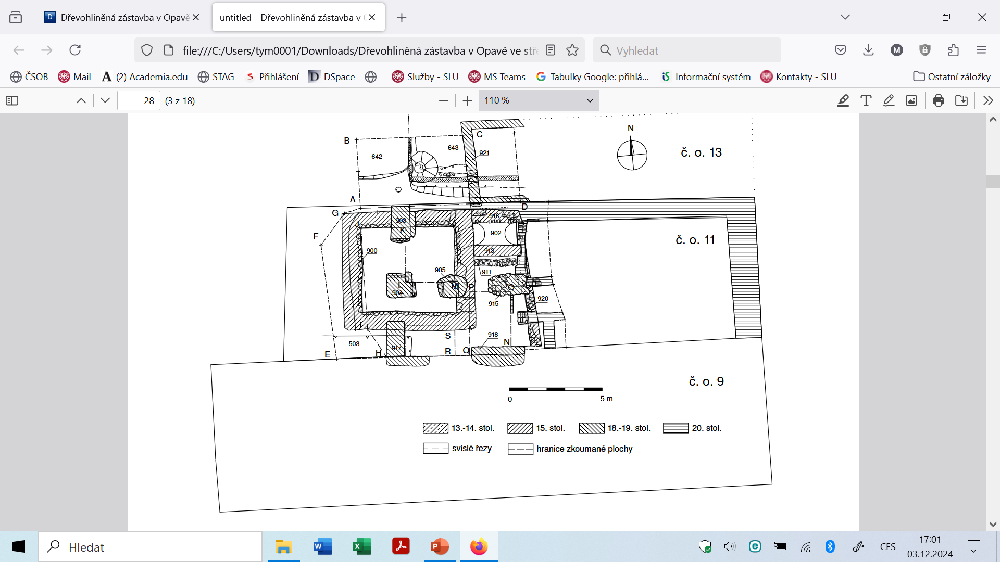 Dřevohliněná zástavba v Opavě
untitled - Dřevohliněná zástavba v
file:///C:/Users/tym0001/Downloads/Dřevohliněná zástavba v Opavě ve stř
Vyhledat
M
ČSOB
Mail
(2) Academia.edu
STAG
Přihlášení
DSpace
Služby - SLU
MS Teams
Tabulky Google: přihlá...
Informační systém
Kontakty - SLU
Ostatní záložky
28
(3 z 18)
110 %
B
C
642
643
921
N
č. o. 13
A
G
D
903
916
J
K
902
F
č. o. 11
900
913
905
911
L
M
P
O
904
915
920
I
S
918
503
917
N
E
H
R
Q
č. o. 9
0
5 m
13.-14. stol.
15. stol.
18.-19. stol.
20. stol.
svislé řezy
hranice zkoumané plochy
Hledat
CES
17:01
03.12.2024